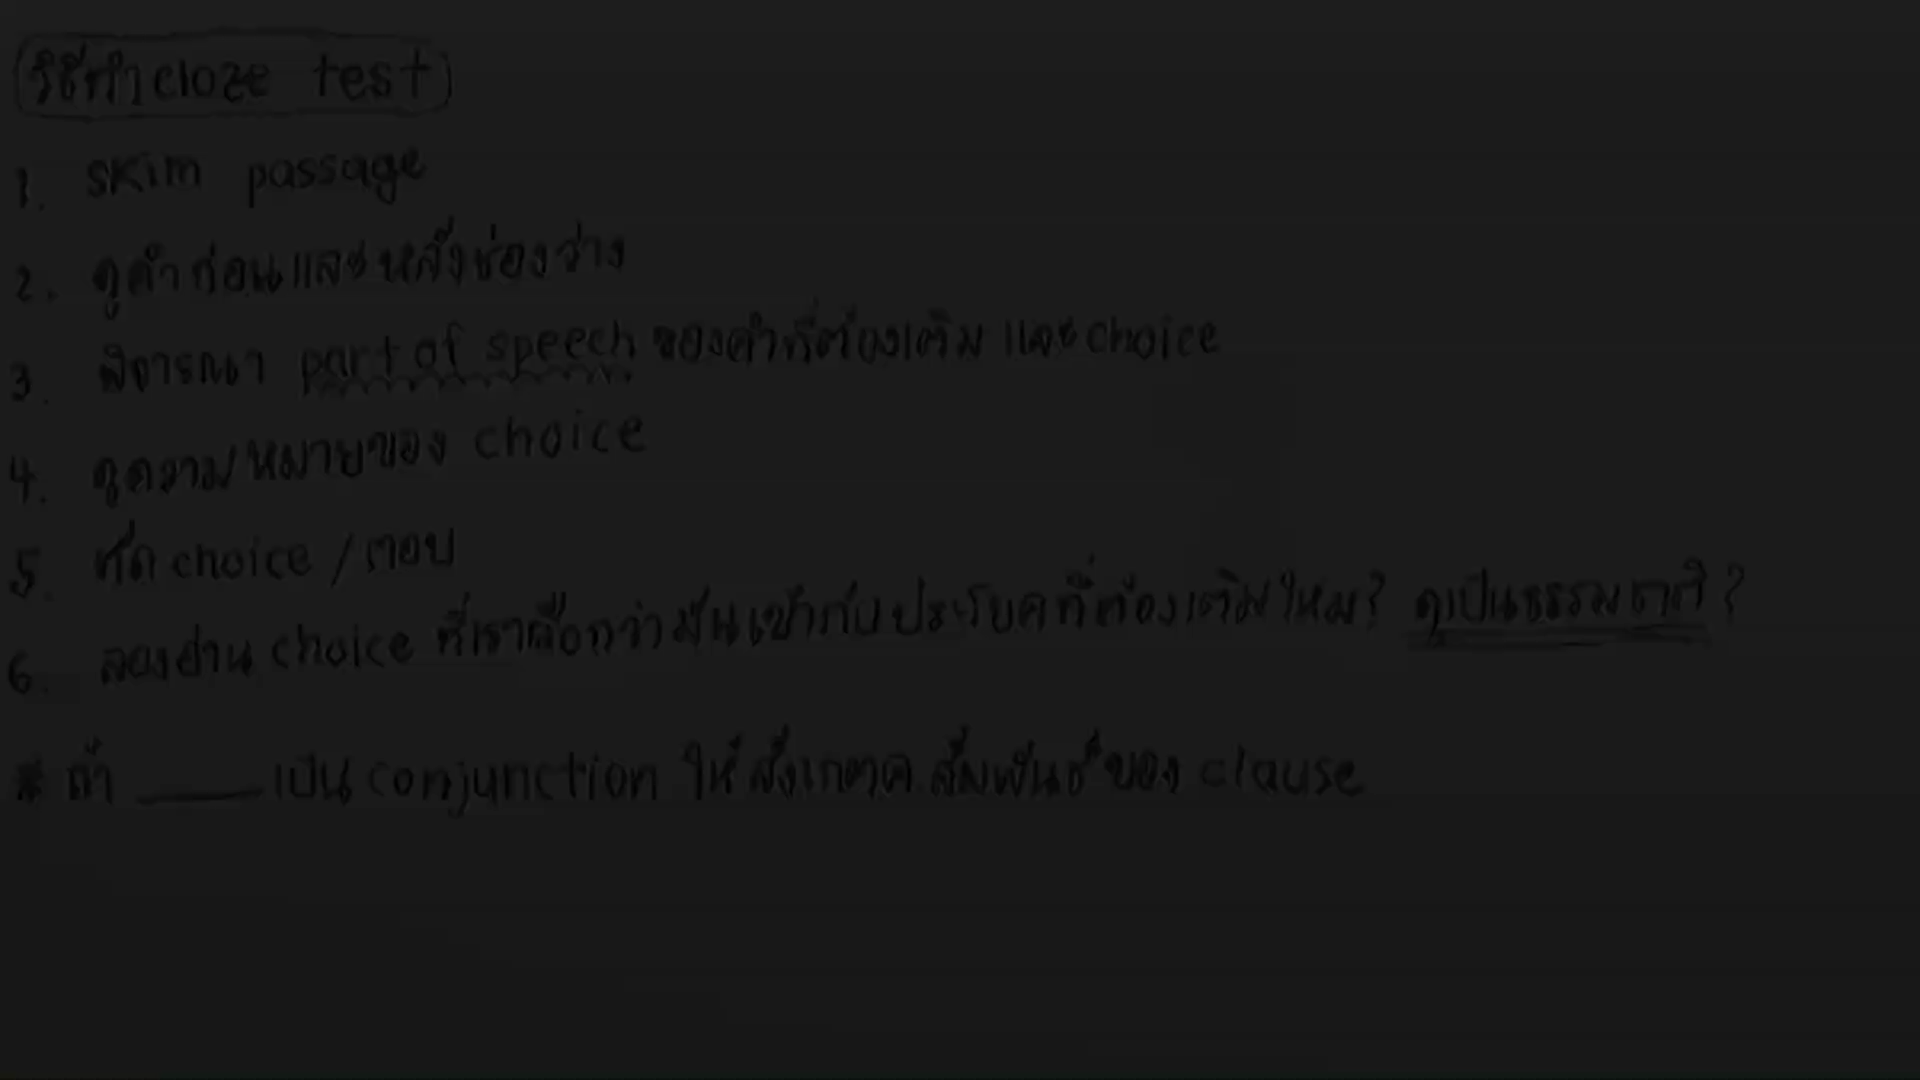 วิธีทำ cloze test
1. skim passage
2. ดูคำก่อนและหลังช่องว่าง
3. พิจารณา part of speech ของคำที่ต้องเติม และ choice
4. ดูความหมายของ choice
5. ตัด choice / ตอบ
6. ลองอ่าน choice ที่เราเลือกว่ามันเข้ากับประโยคที่ต้องเติมไหม? ดูเป็นธรรมชาติ?
* ถ้า ____ เป็น conjunction ให้สังเกตค. สัมพันธ์ของ clause